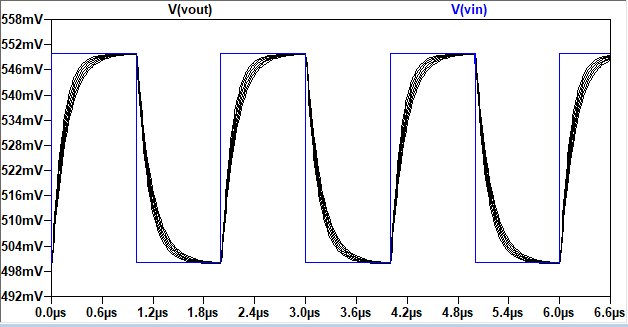 V(vout) V(vin)
558mV
552mV
546mV
540mV
534mV
528mV
522mV
516mV
510mV
504mV
498mV
492mV
0.0µs 0.6µs 1.2µs 1.8µs 2.4µs 3.0µs 3.6µs 4.2µs 4.8µs 5.4µs 6.0µs 6.6µs